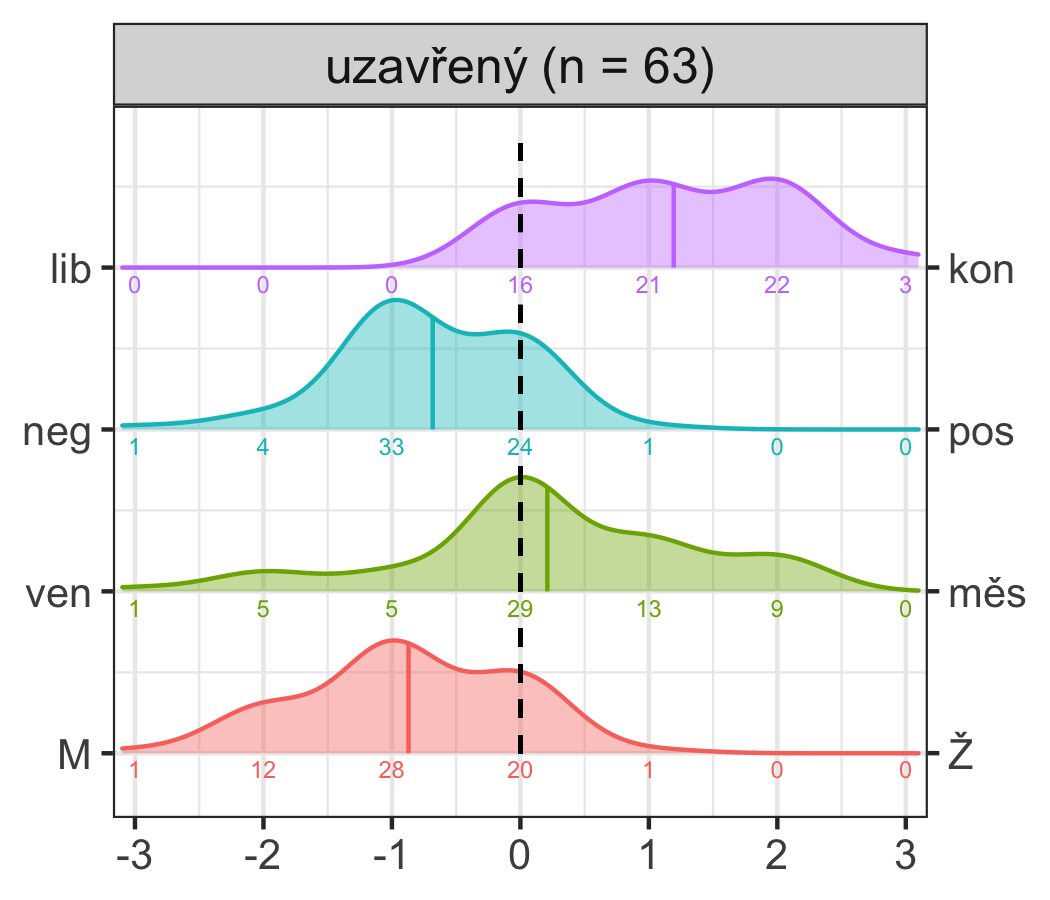 uzavřený (n = 63)
lib kon
0 0 0 16 21 22 3
neg pos
1 4 33 24 1 0 0
ven měs
1 5 5 29 13 9 0
M Ž
1 12 28 20 1 0 0
-3 -2 -1 0 1 2 3